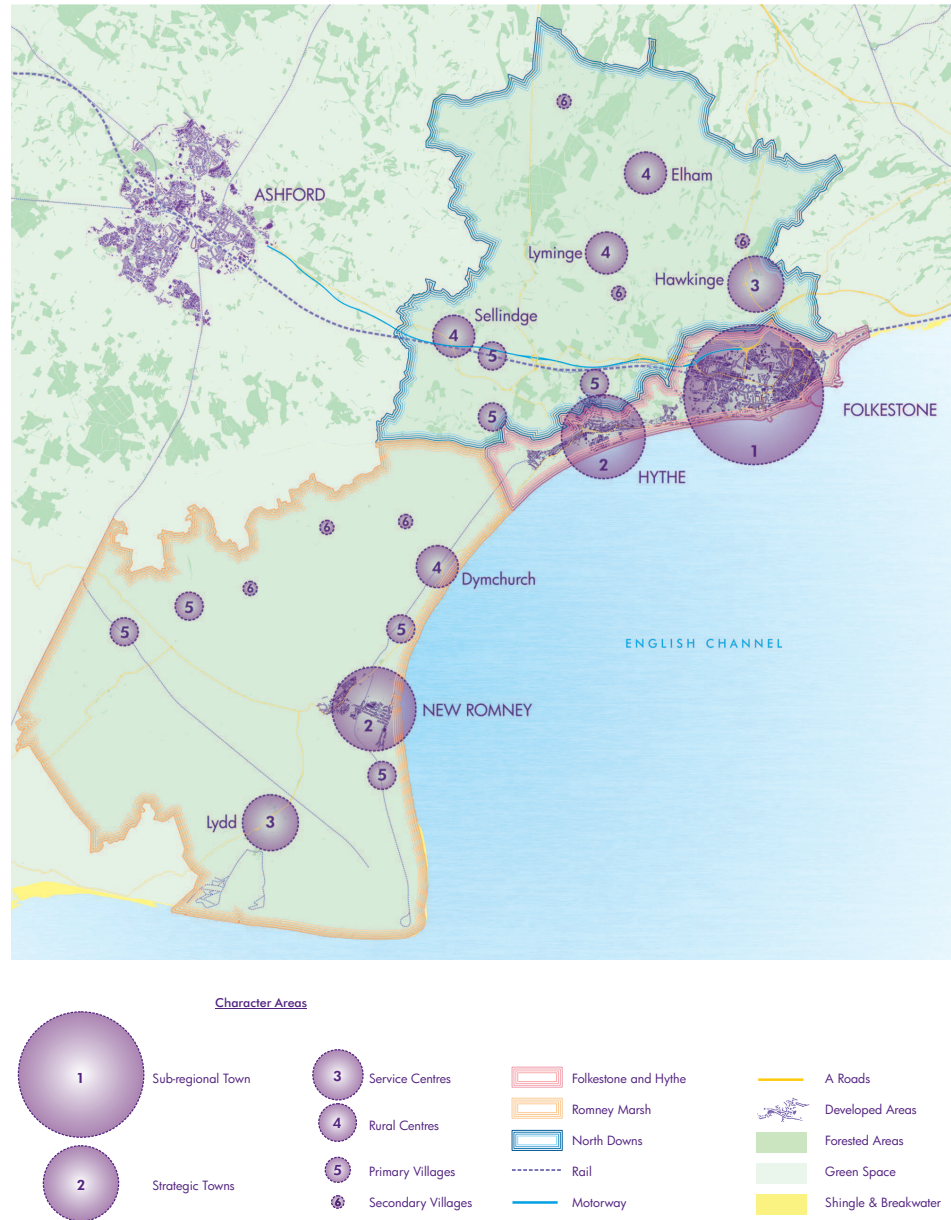 6
4 Elham
ASHFORD
6
Lyminge 4
Hawkinge 3
6
Sellindge
4
5
5
FOLKESTONE
5
1
2
HYTHE
6
6
4
Dymchurch
6
5
5
5
ENGLISH CHANNEL
NEW ROMNEY
2
5
Lydd 3
Character Areas
1 Sub-regional Town
2 Strategic Towns
3 Service Centres
4 Rural Centres
5 Primary Villages
6 Secondary Villages
Folkestone and Hythe
Romney Marsh
North Downs
Rail
Motorway
A Roads
Developed Areas
Forested Areas
Green Space
Shingle & Breakwater